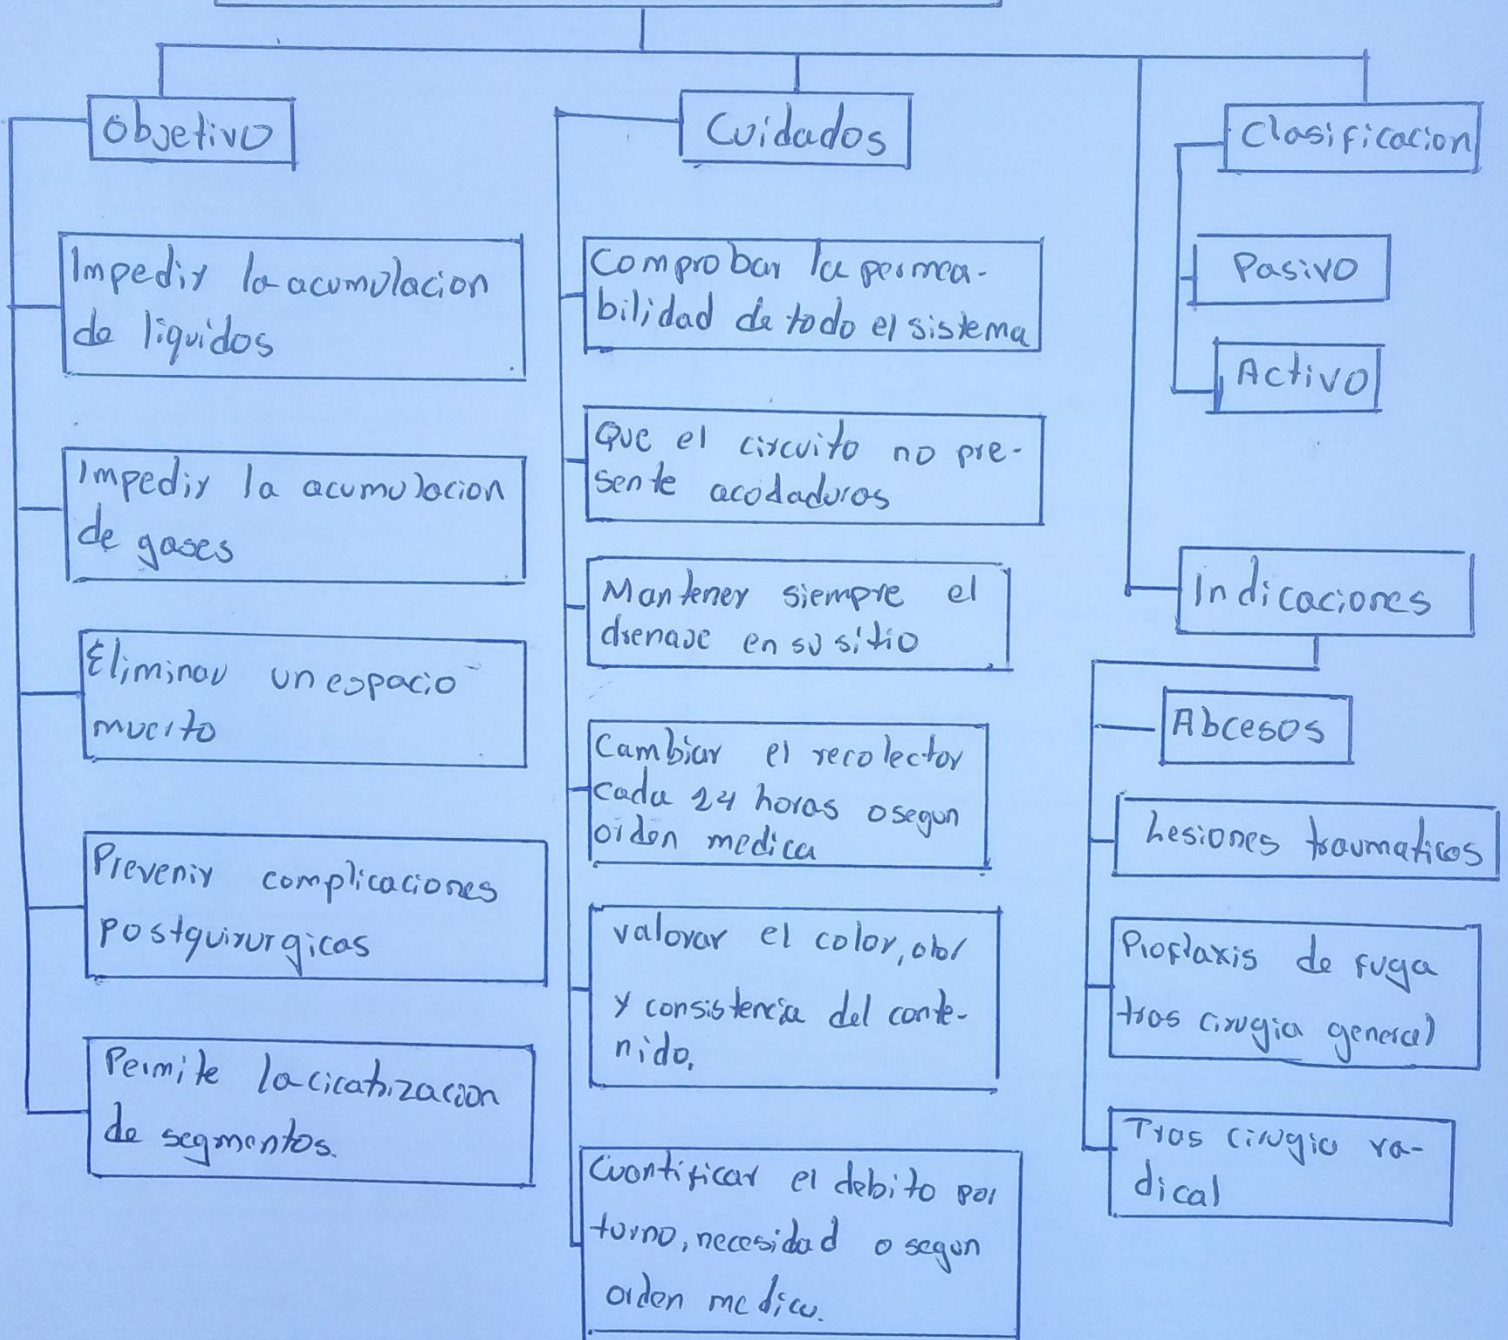 Objetivo
Impedir la acumulacion
de liquidos
Impedir la acumulacion
de gases
Eliminar un espacio
muerto
Prevenir complicaciones
postquirurgicas
Permite la cicatrizacion
de segmentos.
Cuidados
Comprobar la permea-
bilidad de todo el sistema
Que el circuito no pre-
sente acodaduras
Mantener siempre el
drenaje en su sitio
Cambiar el recolector
cada 24 horas o segun
orden medica
valorar el color, olor
y consistencia del conte-
nido.
Cuantificar el debito por
turno, necesidad o segun
orden medica.
Clasificacion
Pasivo
Activo
Indicaciones
Abcesos
Lesiones traumaticas
Proflaxis de fuga
tras cirugia general
Tras cirugia ra-
dical